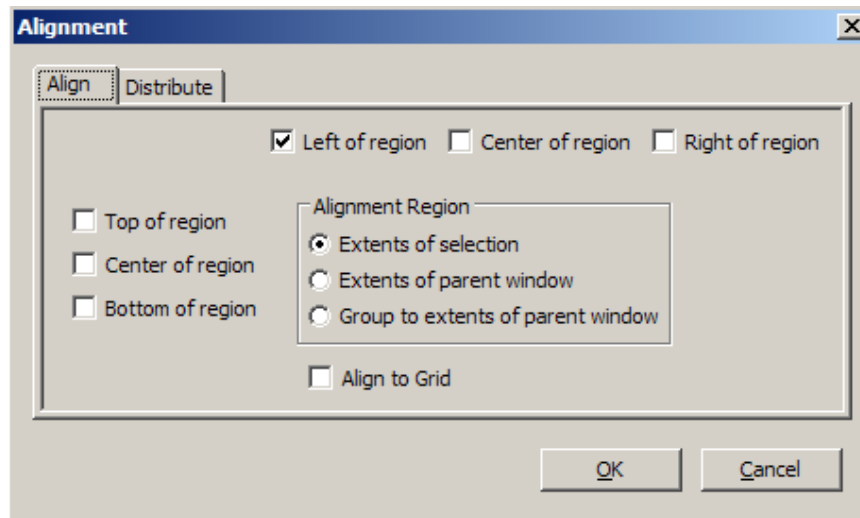 Alignment
Align Distribute
Left of region Center of region Right of region
Alignment Region
Top of region
Extents of selection
Center of region
Extents of parent window
Bottom of region
Group to extents of parent window
Align to Grid
OK Cancel